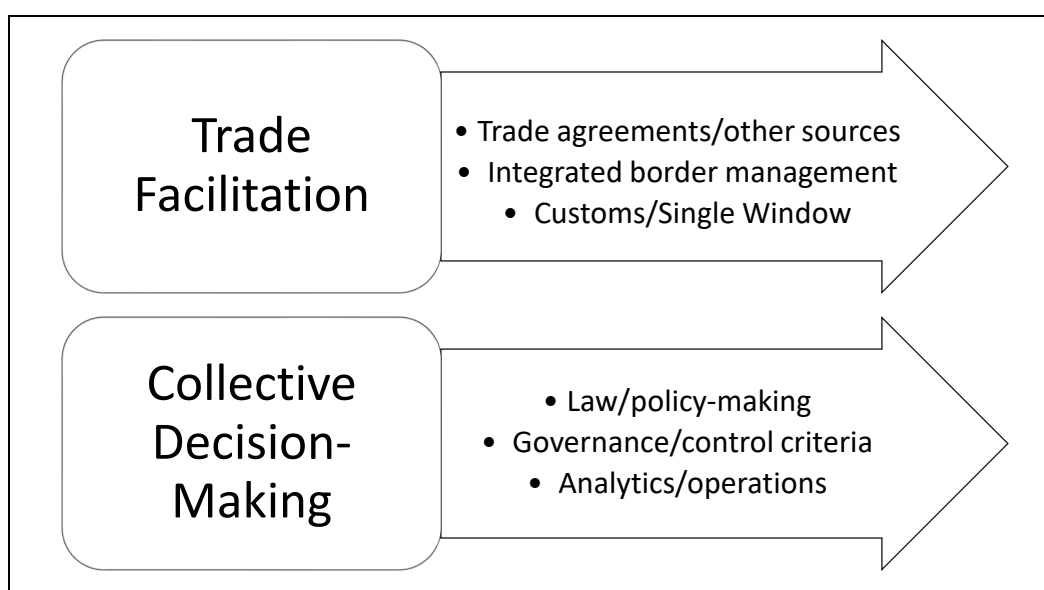 Trade
Facilitation
• Trade agreements/other sources
• Integrated border management
• Customs/Single Window
Collective
Decision-
Making
• Law/policy-making
• Governance/control criteria
• Analytics/operations